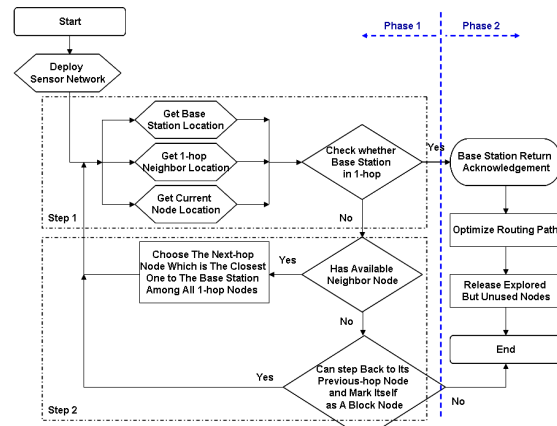 Start
Phase 1
Phase 2
Deploy
Sensor Network
Get Base
Station Location
Get 1-hop
Neighbor Location
Get Current
Node Location
Check whether
Base Station
in 1-hop
Yes
Base Station Return
Acknowledgement
Step 1
No
Optimize Routing Path
Choose The Next-hop
Node Which is The Closest
One to The Base Station
Among All 1-hop Nodes
Yes
Has Available
Neighbor Node
Release Explored
But Unused Nodes
No
End
Yes
Can step Back to Its
Previous-hop Node
and Mark Itself
as A Block Node
No
Step 2